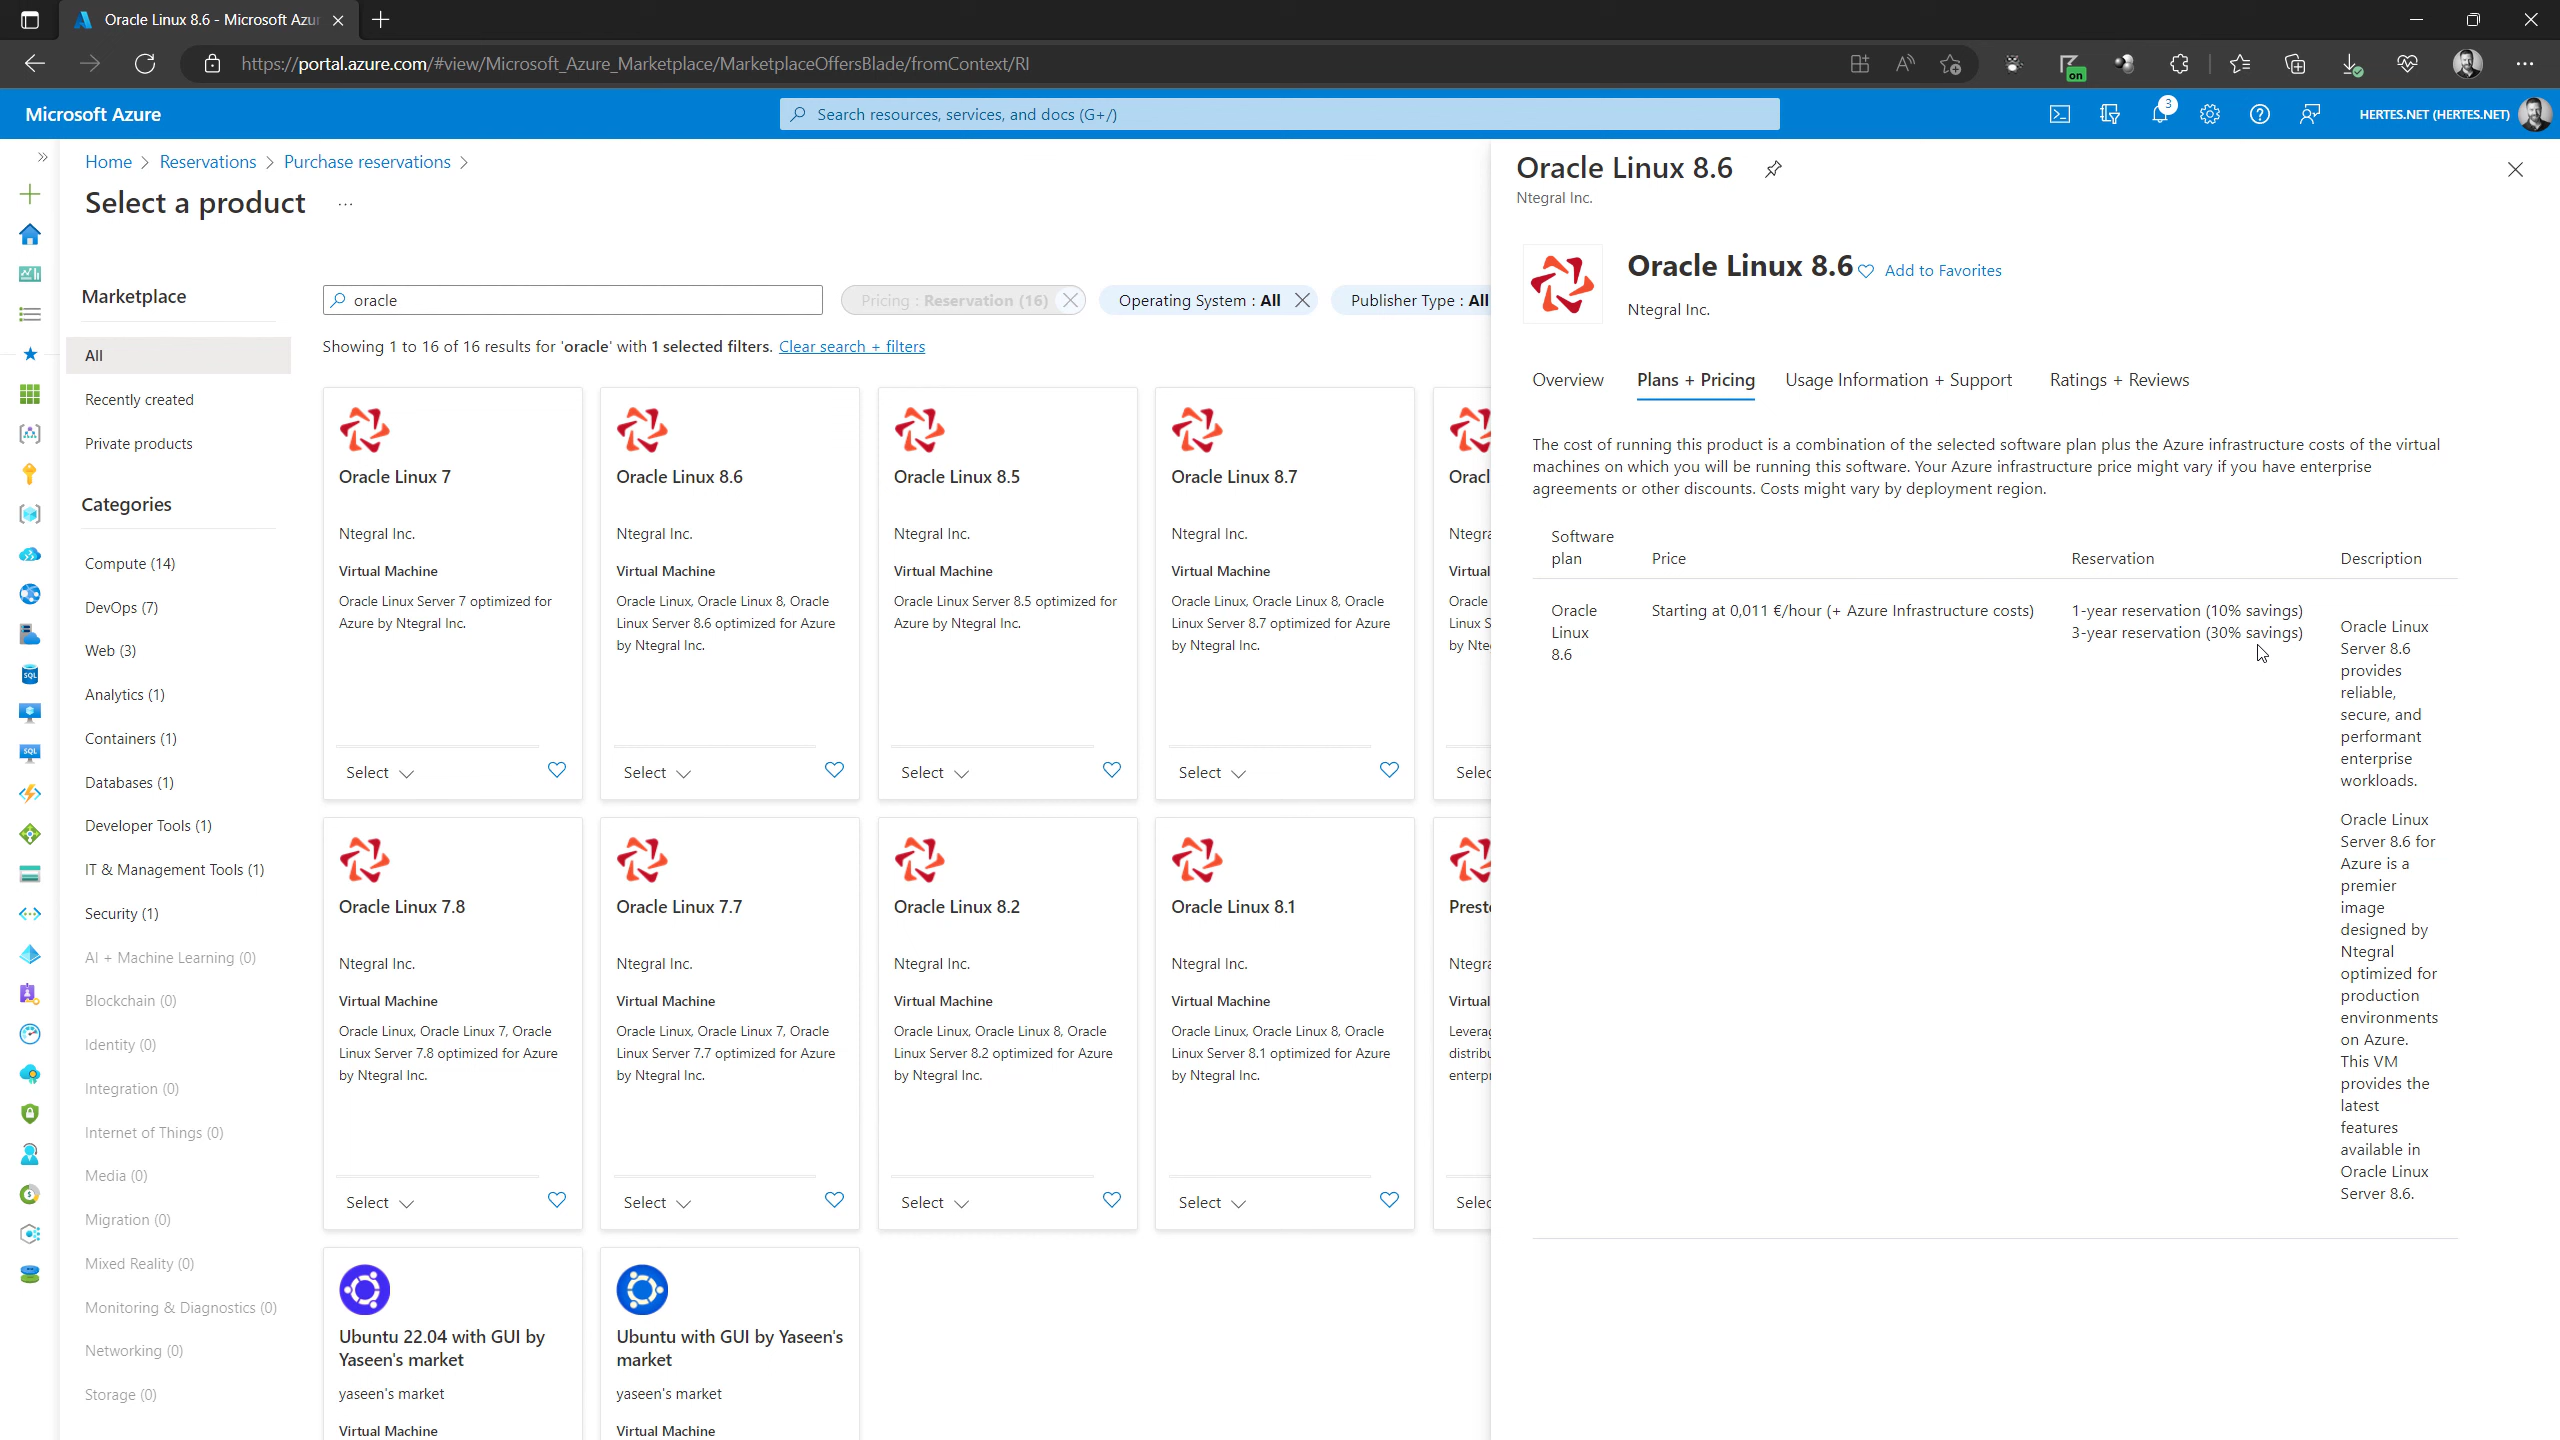 Oracle Linux 8.6 - Microsoft Azu
https://portal.azure.com/#view/Microsoft_Azure_Marketplace/MarketplaceOffersBlade/fromContext/RI
on
Microsoft Azure
Search resources, services, and docs (G+/)
3
HERTES.NET (HERTES.NET)
Home > Reservations > Purchase reservations >
Select a product ...
Marketplace
All
Recently created
Private products
Categories
Compute (14)
DevOps (7)
Web (3)
Analytics (1)
Containers (1)
Databases (1)
Developer Tools (1)
IT & Management Tools (1)
Security (1)
AI + Machine Learning (0)
Blockchain (0)
Identity (0)
Integration (0)
Internet of Things (0)
Media (0)
Migration (0)
Mixed Reality (0)
Monitoring & Diagnostics (0)
Networking (0)
Storage (0)
oracle
Pricing : Reservation (16)
Operating System : All
Publisher Type : All
Showing 1 to 16 of 16 results for 'oracle' with 1 selected filters. Clear search + filters
Oracle Linux 7
Ntegral Inc.
Virtual Machine
Oracle Linux Server 7 optimized for
Azure by Ntegral Inc.
Select
Oracle Linux 8.6
Ntegral Inc.
Virtual Machine
Oracle Linux, Oracle Linux 8, Oracle
Linux Server 8.6 optimized for Azure
by Ntegral Inc.
Select
Oracle Linux 8.5
Ntegral Inc.
Virtual Machine
Oracle Linux Server 8.5 optimized for
Azure by Ntegral Inc.
Select
Oracle Linux 8.7
Ntegral Inc.
Virtual Machine
Oracle Linux, Oracle Linux 8, Oracle
Linux Server 8.7 optimized for Azure
by Ntegral Inc.
Select
Oracl
Ntegra
Virtual
Oracle
Linux S
by Nte
Selec
Oracle Linux 7.8
Ntegral Inc.
Virtual Machine
Oracle Linux, Oracle Linux 7, Oracle
Linux Server 7.8 optimized for Azure
by Ntegral Inc.
Select
Oracle Linux 7.7
Ntegral Inc.
Virtual Machine
Oracle Linux, Oracle Linux 7, Oracle
Linux Server 7.7 optimized for Azure
by Ntegral Inc.
Select
Oracle Linux 8.2
Ntegral Inc.
Virtual Machine
Oracle Linux, Oracle Linux 8, Oracle
Linux Server 8.2 optimized for Azure
by Ntegral Inc.
Select
Oracle Linux 8.1
Ntegral Inc.
Virtual Machine
Oracle Linux, Oracle Linux 8, Oracle
Linux Server 8.1 optimized for Azure
by Ntegral Inc.
Select
Prest
Ntegra
Virtual
Leverag
distribu
enterpr
Selec
Ubuntu 22.04 with GUI by
Yaseen's market
yaseen's market
Virtual Machine
Ubuntu with GUI by Yaseen's
market
yaseen's market
Virtual Machine
Oracle Linux 8.6
Ntegral Inc.
Oracle Linux 8.6
Add to Favorites
Ntegral Inc.
Overview
Plans + Pricing
Usage Information + Support
Ratings + Reviews
The cost of running this product is a combination of the selected software plan plus the Azure infrastructure costs of the virtual
machines on which you will be running this software. Your Azure infrastructure price might vary if you have enterprise
agreements or other discounts. Costs might vary by deployment region.
Software
plan
Price
Reservation
Description
Oracle
Linux
8.6
Starting at 0,011 €/hour (+ Azure Infrastructure costs)
1-year reservation (10% savings)
3-year reservation (30% savings)
Oracle Linux
Server 8.6
provides
reliable,
secure, and
performant
enterprise
workloads.
Oracle Linux
Server 8.6 for
Azure is a
premier
image
designed by
Ntegral
optimized for
production
environments
on Azure.
This VM
provides the
latest
features
available in
Oracle Linux
Server 8.6.